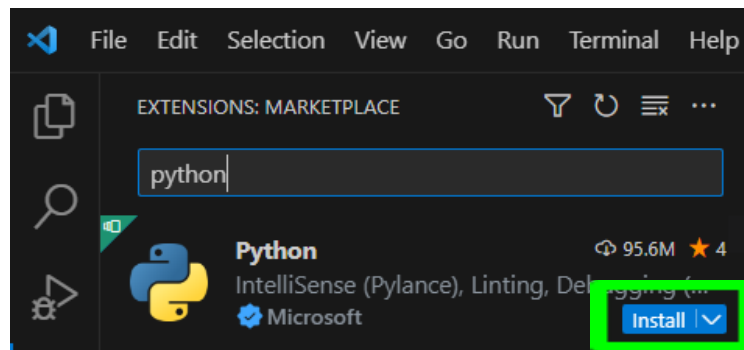 File Edit Selection View Go Run Terminal Help
EXTENSIONS: MARKETPLACE
python
Python 95.6M ★ 4
IntelliSense (Pylance), Linting, Debugging (...
Microsoft Install